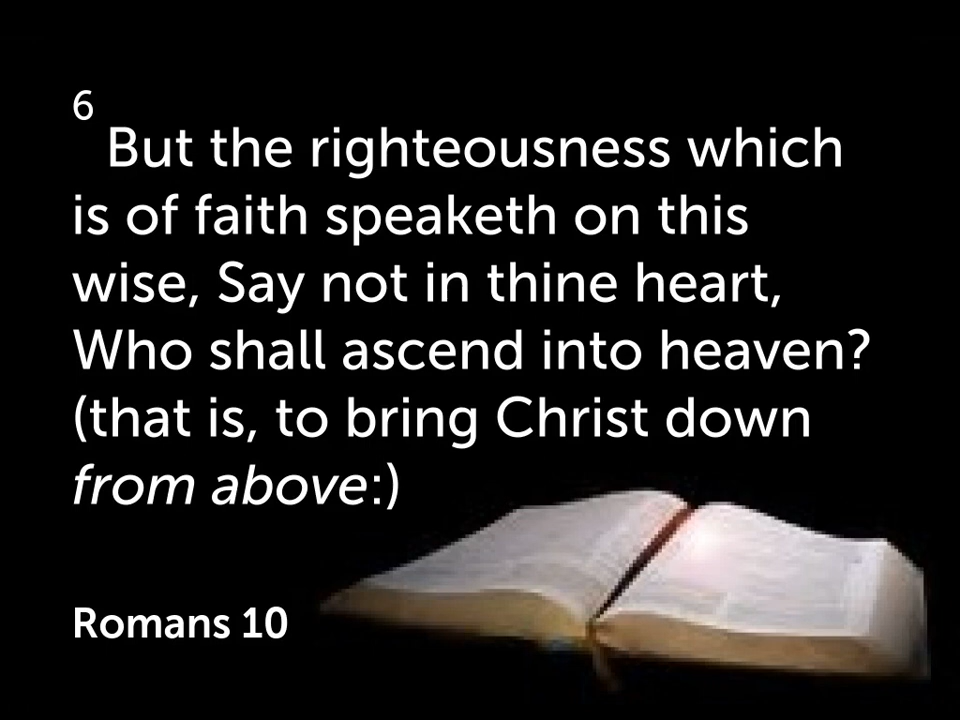 6
But the righteousness which
is of faith speaketh on this
wise, Say not in thine heart,
Who shall ascend into heaven?
(that is, to bring Christ down
from above:)
Romans 10